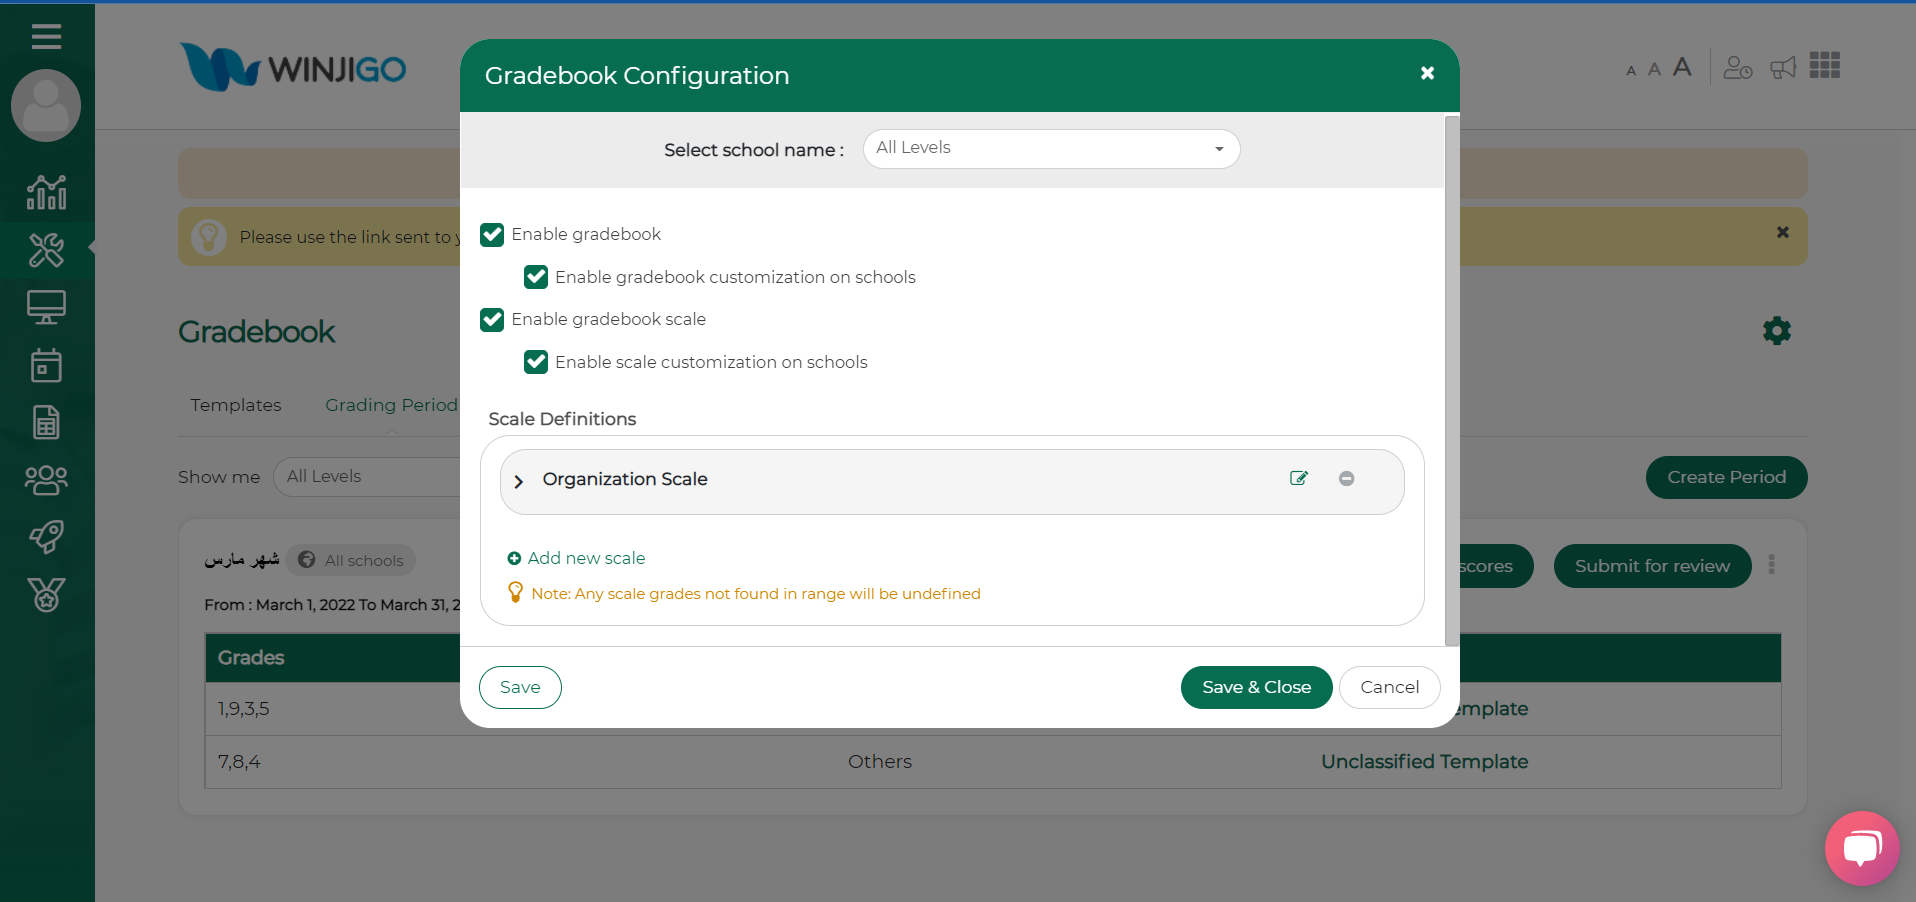 WINJIGO
A A A
Gradebook Configuration
Select school name :
All Levels
Please use the link sent to
Enable gradebook
Enable gradebook customization on schools
Enable gradebook scale
Enable scale customization on schools
Gradebook
Templates
Grading Period
Show me
All Levels
Create Period
Scale Definitions
Organization Scale
Add new scale
Note: Any scale grades not found in range will be undefined
شهر مارس
All schools
scores
Submit for review
From : March 1, 2022 To March 31, 2
Grades
Save
Save & Close
Cancel
1,9,3,5
7,8,4
Others
Unclassified Template